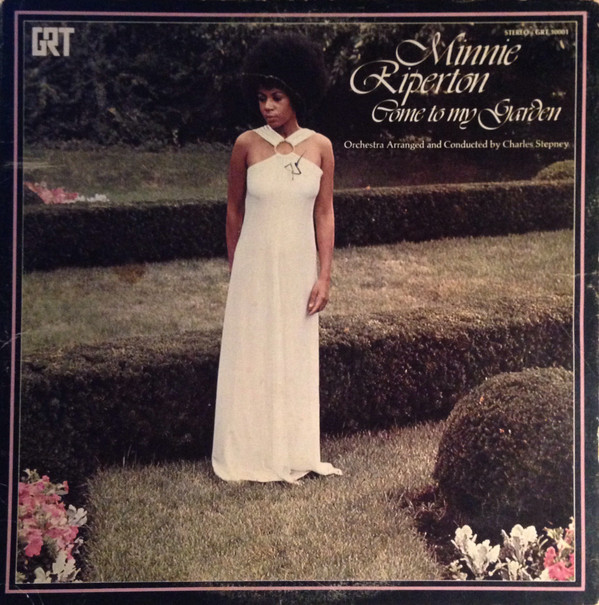 GRT
STEREO • GRT 30001
Minnie
Riperton
Come to my Garden
Orchestra Arranged and Conducted by Charles Stepney